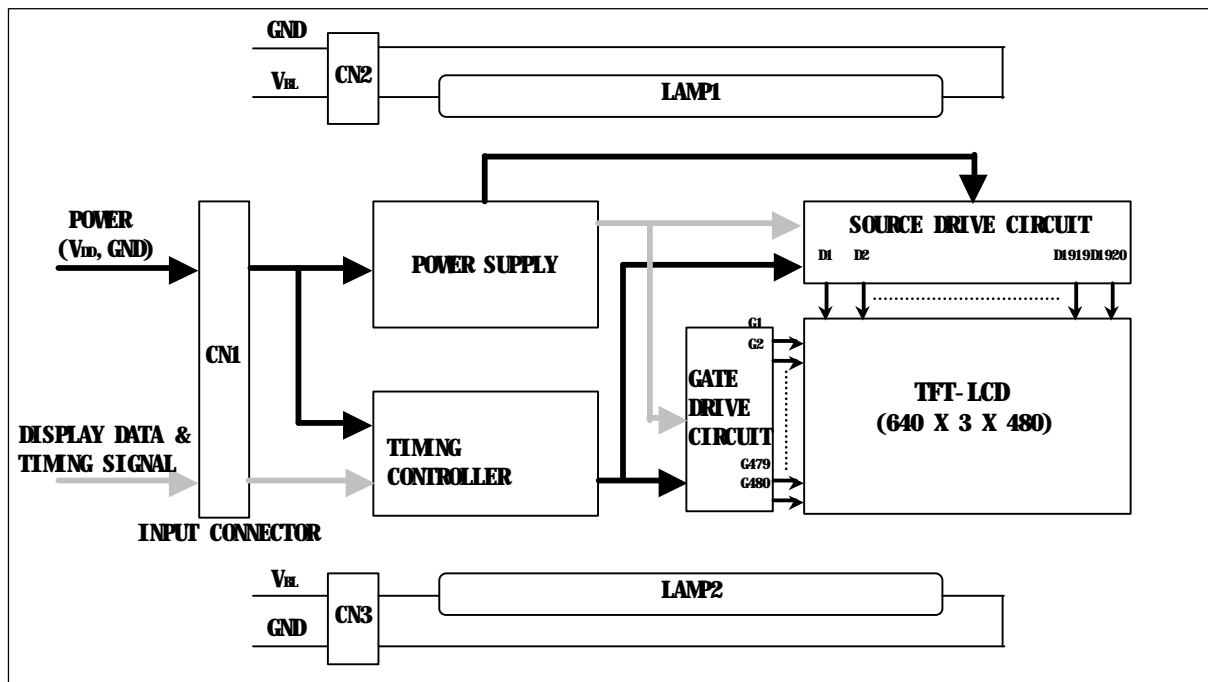 GND
CN2
VBL
LAMP1
POWER
(VDD, GND)
SOURCE DRIVE CIRCUIT
D1 D2 D1919 D1920
POWER SUPPLY
CN1
G1
G2
GATE
DRIVE
CIRCUIT
TFT-LCD
(640 X 3 X 480)
DISPLAY DATA &
TIMING SIGNAL
TIMING
CONTROLLER
G479
G480
INPUT CONNECTOR
VBL
LAMP2
CN3
GND